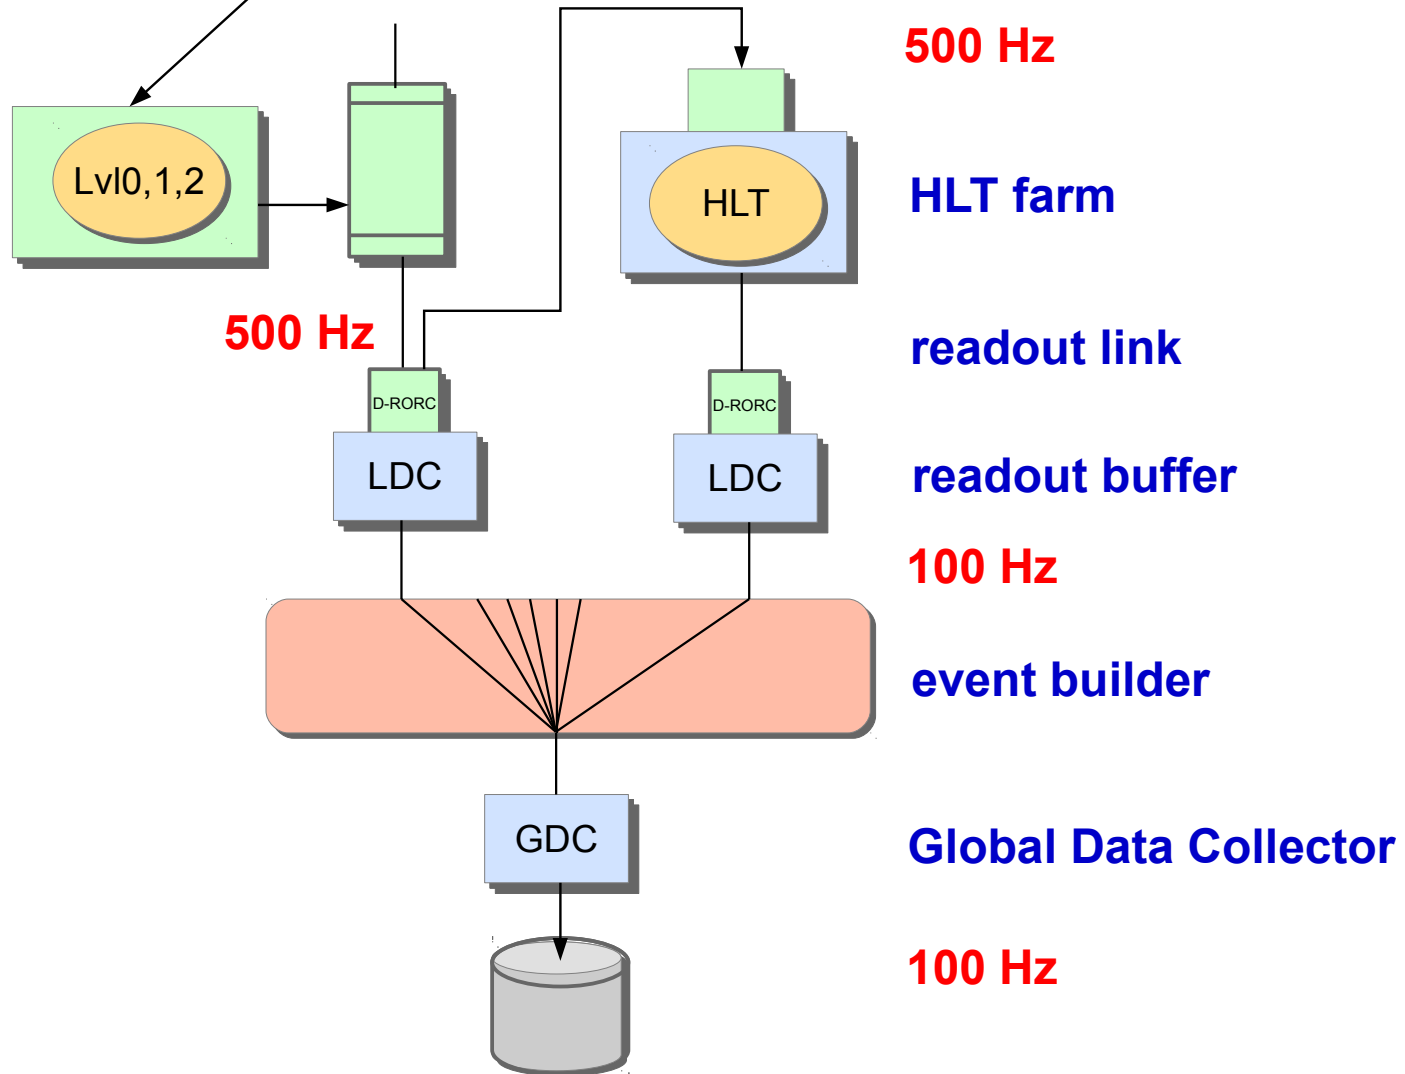 500 Hz
Lvl0,1,2
HLT
HLT farm
500 Hz
readout link
D-RORC
D-RORC
LDC
LDC
readout buffer
100 Hz
event builder
GDC
Global Data Collector
100 Hz